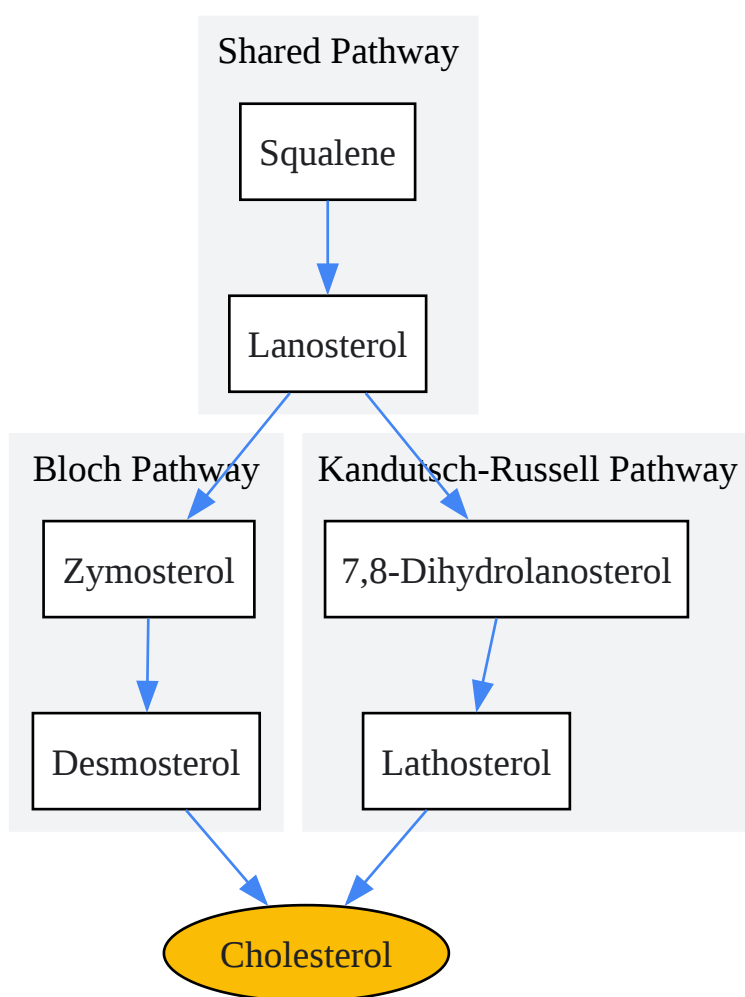 Shared Pathway
Squalene
Lanosterol
Bloch Pathway
Kandutsch-Russell Pathway
Zymosterol
7,8-Dihydrolanosterol
Desmosterol
Lathosterol
Cholesterol